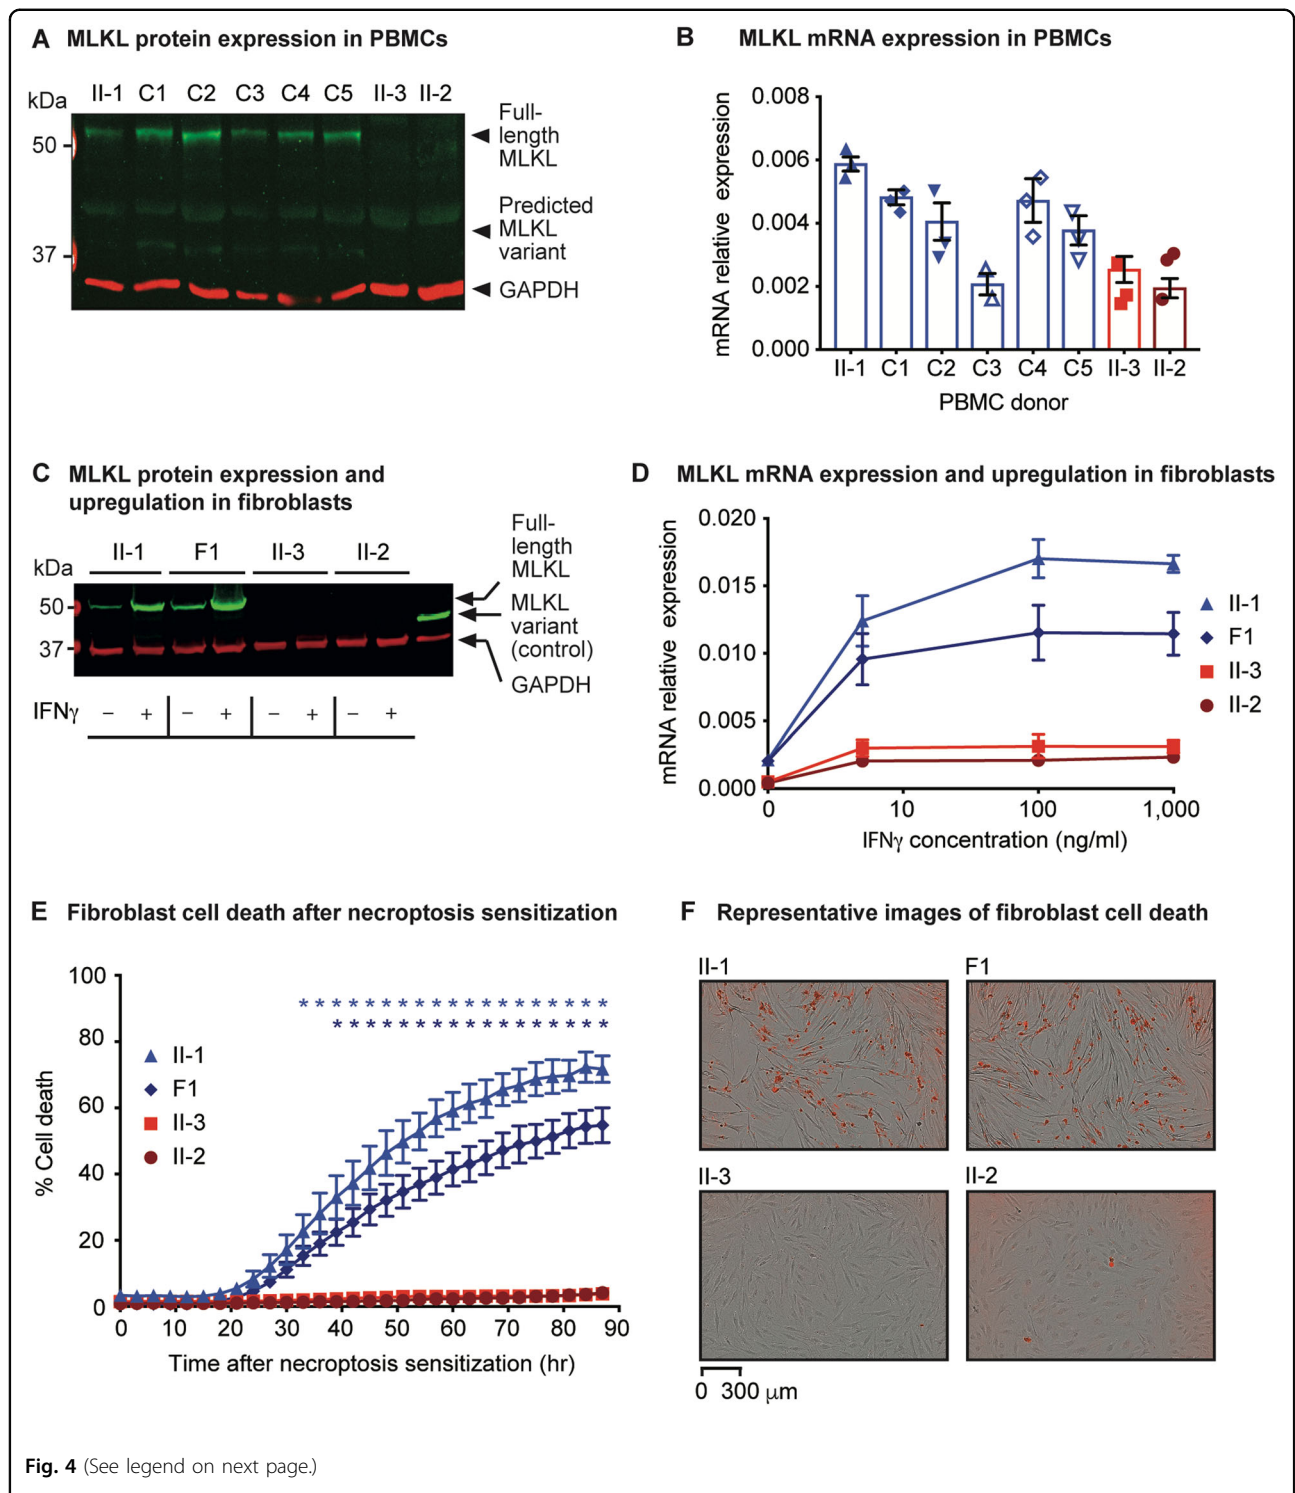 A MLKL protein expression in PBMCs
kDa
II-1 C1 C2 C3 C4 C5 II-3 II-2
50
37
Full-
length
MLKL
Predicted
MLKL
variant
GAPDH
B MLKL mRNA expression in PBMCs
mRNA relative expression
0.008
0.006
0.004
0.002
0.000
II-1 C1 C2 C3 C4 C5 II-3 II-2
PBMC donor
C MLKL protein expression and
upregulation in fibroblasts
II-1 F1 II-3 II-2
kDa
50
37
Full-
length
MLKL
MLKL
variant
(control)
GAPDH
IFNγ − + − + − + − +
D MLKL mRNA expression and upregulation in fibroblasts
mRNA relative expression
0.020
0.015
0.010
0.005
0.000
0 10 100 1,000
IFNγ concentration (ng/ml)
II-1
F1
II-3
II-2
E Fibroblast cell death after necroptosis sensitization
% Cell death
100
80
60
40
20
0
* * * * * * * * * * * * * * * * * * *
* * * * * * * * * * * * * * * * *
II-1
F1
II-3
II-2
0 10 20 30 40 50 60 70 80 90
Time after necroptosis sensitization (hr)
F Representative images of fibroblast cell death
II-1 F1
II-3 II-2
0 300 μm
Fig. 4 (See legend on next page.)